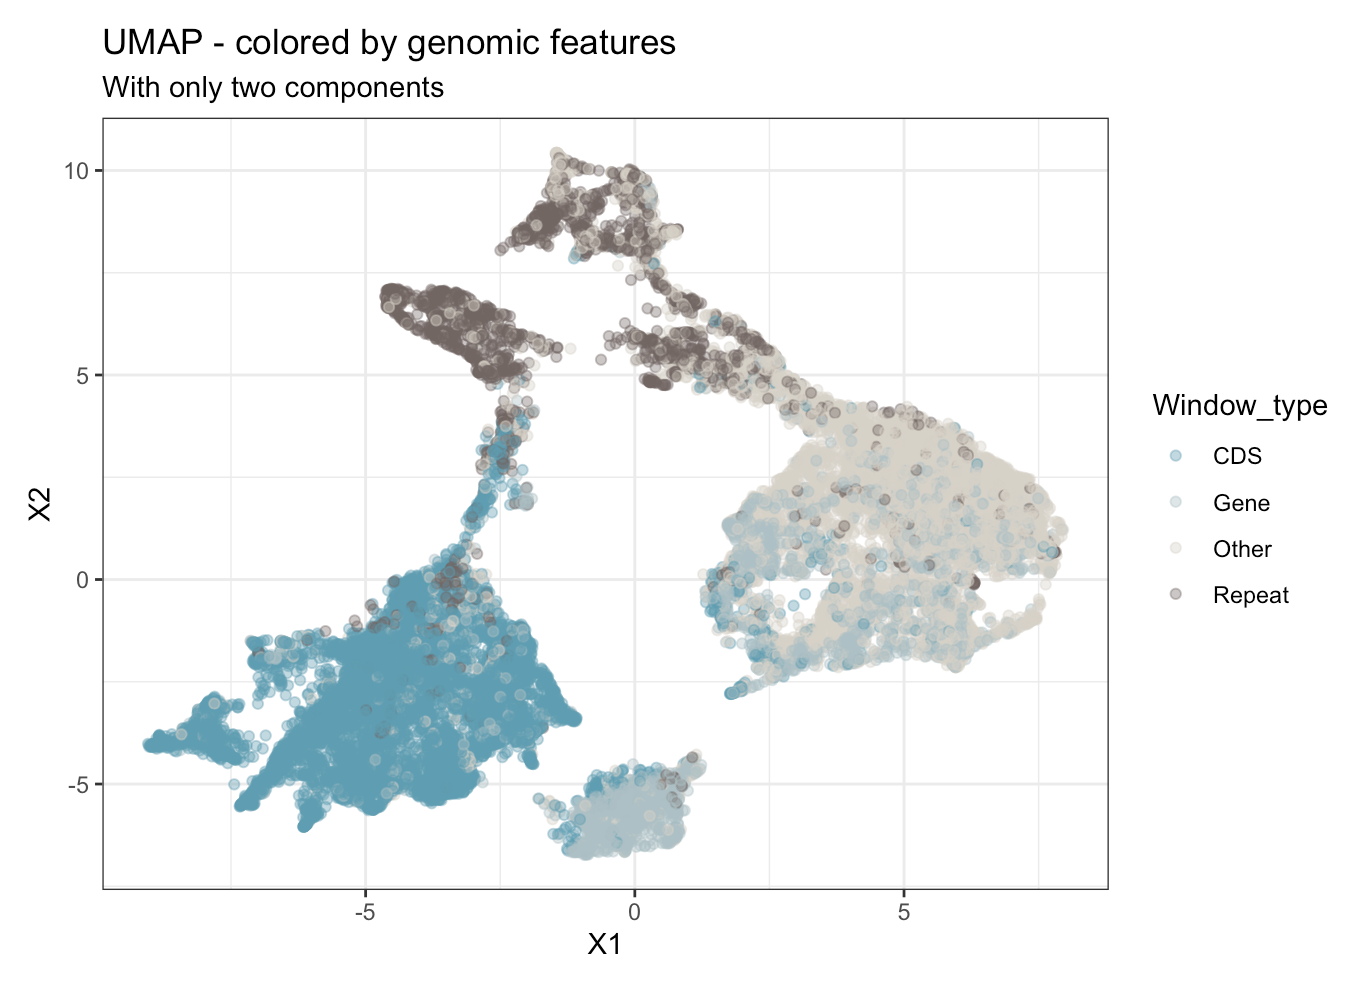 UMAP - colored by genomic features
With only two components
10
5
0
-5
X2
-5
0
5
X1
Window_type
CDS
Gene
Other
Repeat